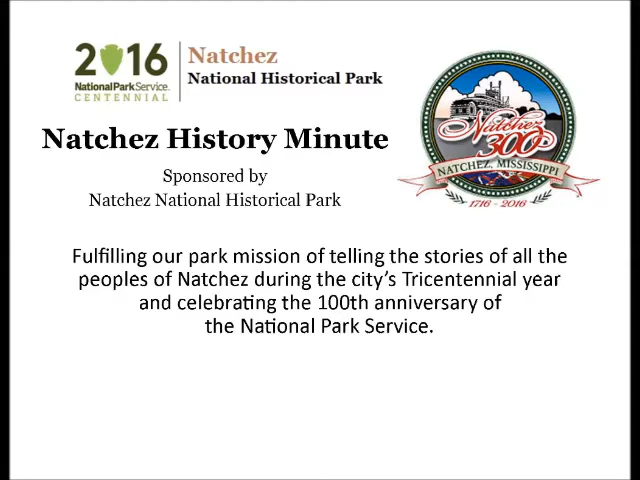 2016
National Park Service®
CENTENNIAL
Natchez
National Historical Park
Natchez History Minute
Sponsored by
Natchez National Historical Park
Natchez
300
NATCHEZ, MISSISSIPPI
1716 - 2016
Fulfilling our park mission of telling the stories of all the
peoples of Natchez during the city’s Tricentennial year
and celebrating the 100th anniversary of
the National Park Service.